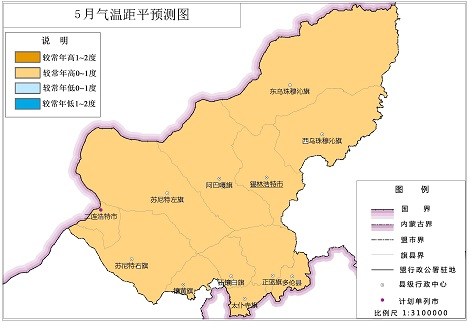 5月气温距平预测图
说 明
较常年高1~2度
较常年高0~1度
较常年低0~1度
较常年低1~2度
东乌珠穆沁旗
西乌珠穆沁旗
阿巴嘎旗
锡林浩特市
苏尼特左旗
二连浩特市
苏尼特右旗
镶黄旗
正镶白旗
正蓝旗
多伦县
太仆寺旗
图 例
国 界
内蒙古界
盟市界
旗县界
盟行政公署驻地
县级行政中心
计划单列市
比例尺 1:3100000